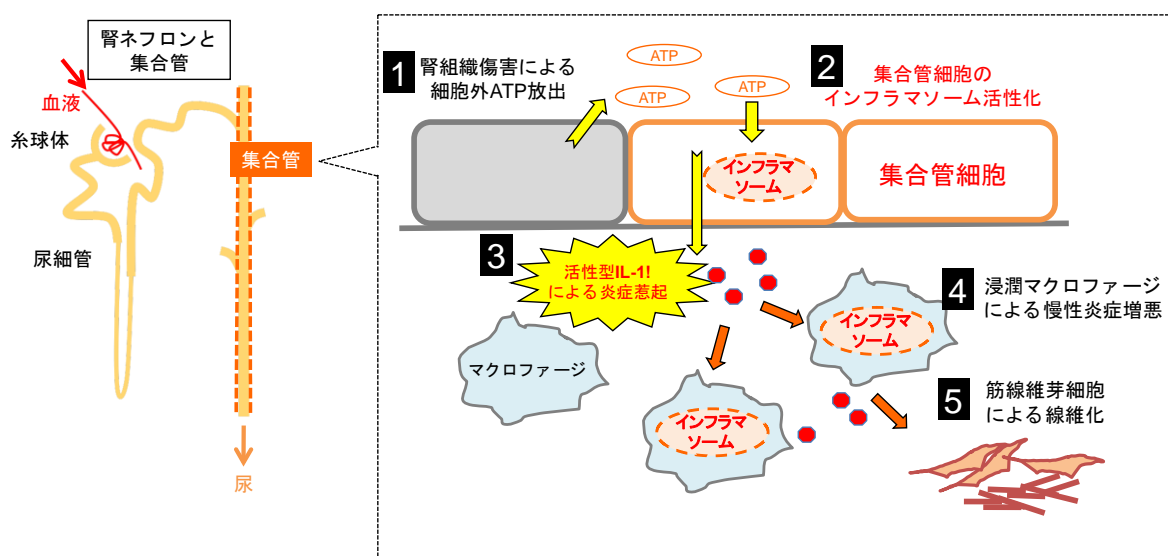 腎ネフロンと
集合管
血液
糸球体
集合管
尿細管
尿
1
腎組織傷害による
細胞外ATP放出
ATP
ATP
ATP
2
集合管細胞の
インフラマソーム活性化
インフラマ
ソーム
集合管細胞
3
活性型IL-1!
による炎症惹起
マクロファージ
インフラマ
ソーム
4
浸潤マクロファージ
による慢性炎症増悪
インフラマ
ソーム
5
筋線維芽細胞
による線維化